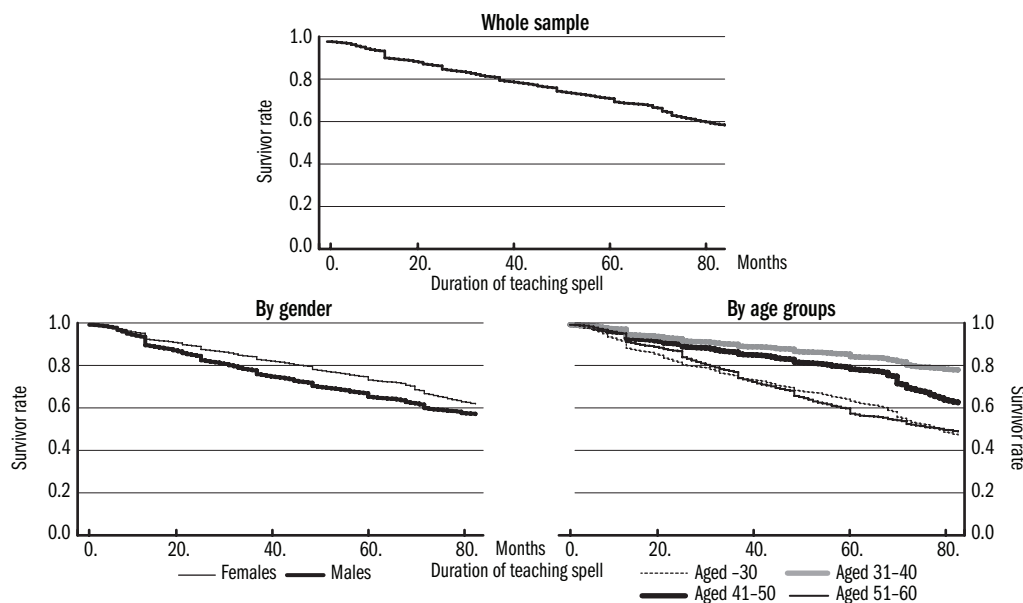 Whole sample
Survivor rate
1.0
0.8
0.6
0.4
0.2
0.0
0. 20. 40. 60. 80. Months
Duration of teaching spell
By gender
Survivor rate
1.0
0.8
0.6
0.4
0.2
0.0
0. 20. 40. 60. 80. Months
Females Males Duration of teaching spell
By age groups
1.0
0.8
0.6
0.4
0.2
0.0
Survivor rate
0. 20. 40. 60. 80.
Aged –30 Aged 31–40
Aged 41–50 Aged 51–60